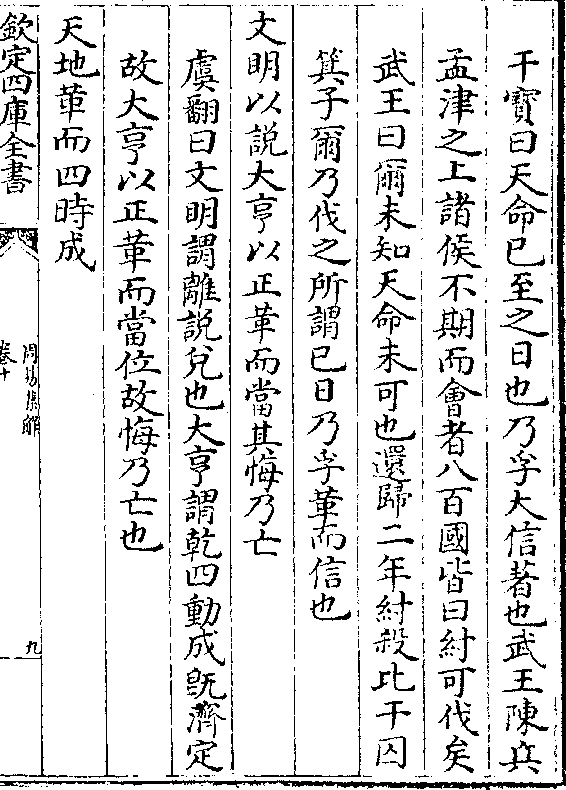 干寳曰天命已至之日也乃孚大信著也武王陳兵
孟津之上諸侯不期而會者八百國皆曰紂可伐矣
武王曰爾未知天命未可也還歸二年紂殺比干囚
箕子爾乃伐之所謂已日乃孚革而信也
文明以說大亨以正革而當其悔乃亡
虞翻曰文明謂離說兌也大亨謂乾四動成旣濟定
故大亨以正革而當位故悔乃亡也
天地革而四時成
欽定四庫全書
周易集解
卷十
九